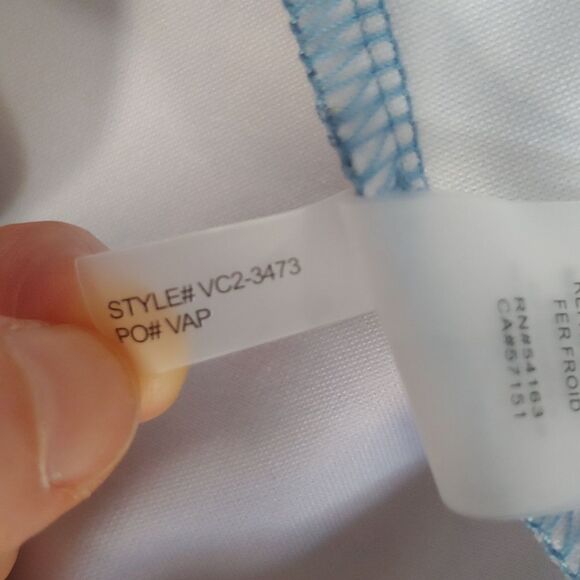 STYLE# VC2-3473
PO# VAP
FER FROID
RN#54163
CA#57151